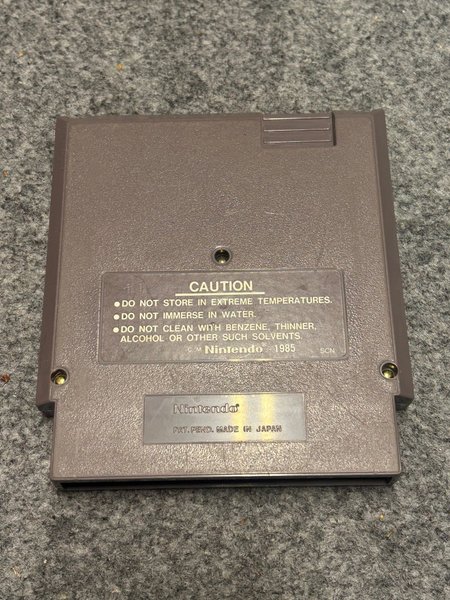 CAUTION
●DO NOT STORE IN EXTREME TEMPERATURES.
●DO NOT IMMERSE IN WATER.
●DO NOT CLEAN WITH BENZENE, THINNER,
ALCOHOL OR OTHER SUCH SOLVENTS.
©™ Nintendo® 1985 SCN
Nintendo®
PAT. PEND. MADE IN JAPAN